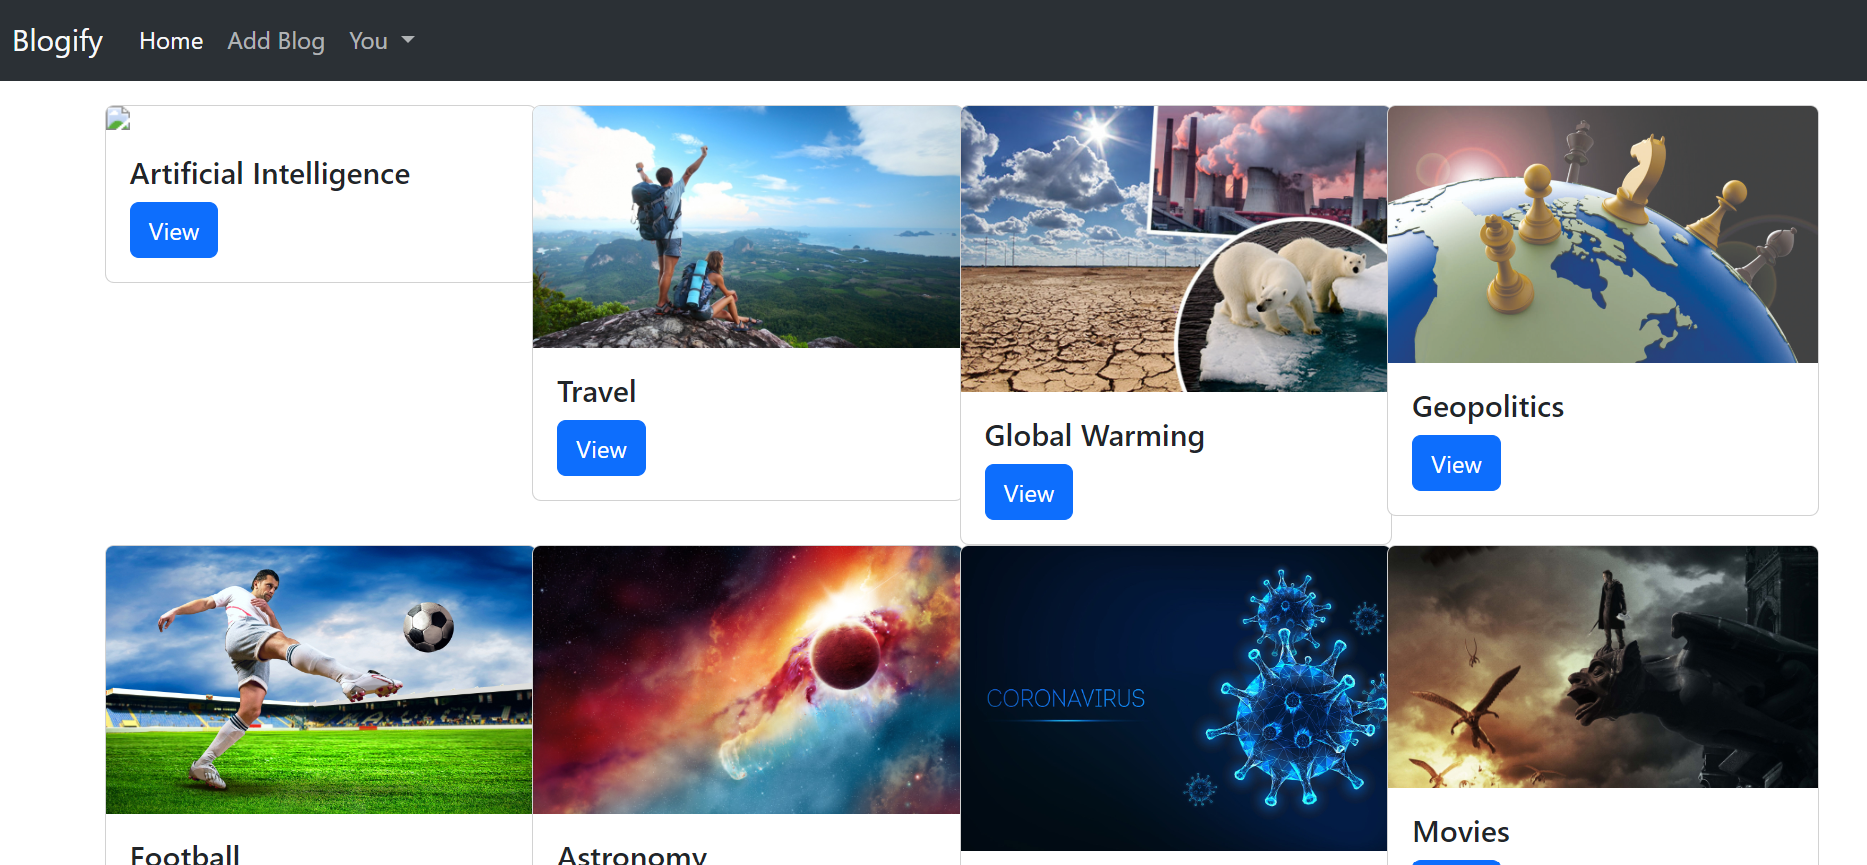 Blogify Home Add Blog You
Artificial Intelligence
View
Travel
View
Global Warming
View
Geopolitics
View
Football
Astronomy
CORONAVIRUS
Movies